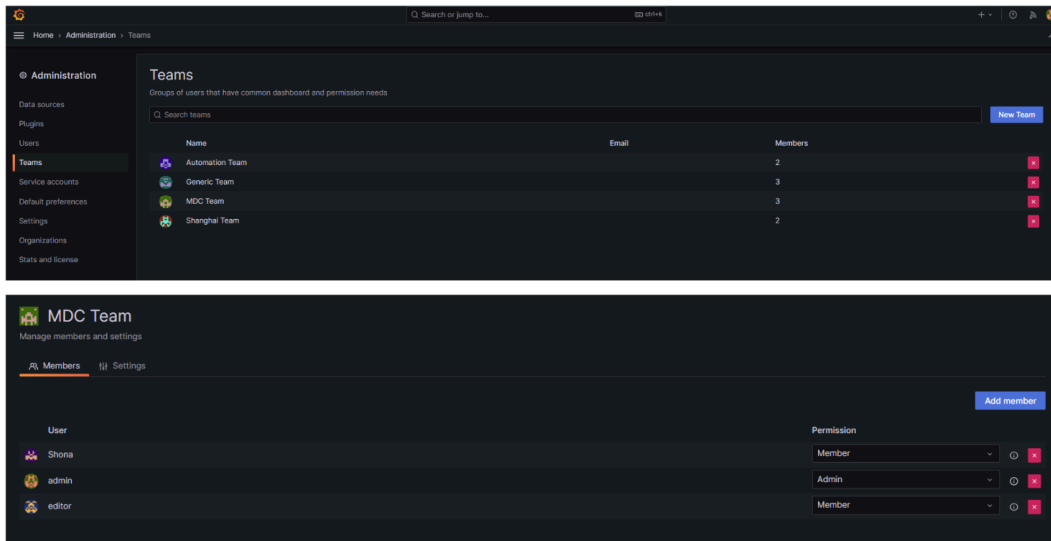 Search or jump to... ctrl+k
Home › Administration › Teams
Administration
Data sources
Plugins
Users
Teams
Service accounts
Default preferences
Settings
Organizations
Stats and license
Teams
Groups of users that have common dashboard and permission needs
Search teams New Team
Name Email Members
Automation Team 2
Generic Team 3
MDC Team 3
Shanghai Team 2
MDC Team
Manage members and settings
Members Settings
Add member
User Permission
Shona Member
admin Admin
editor Member